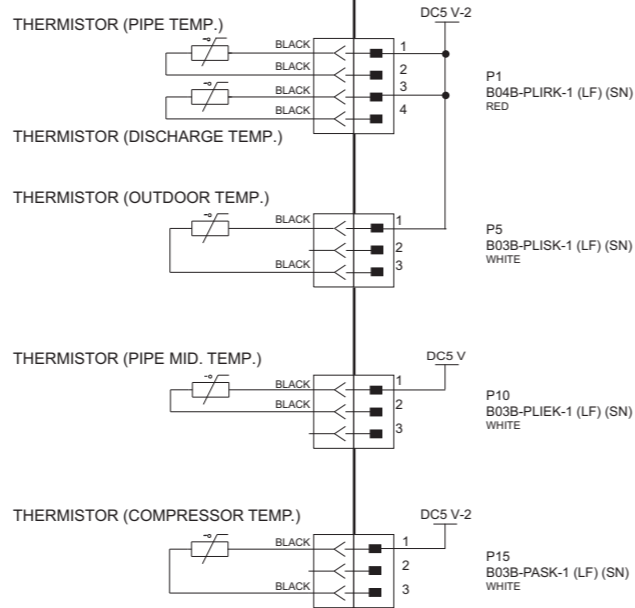 DC5 V-2
THERMISTOR (PIPE TEMP.)
BLACK 1
BLACK 2
BLACK 3
BLACK 4
P1
B04B-PLIRK-1 (LF) (SN)
RED
THERMISTOR (DISCHARGE TEMP.)
THERMISTOR (OUTDOOR TEMP.)
BLACK 1
2
BLACK 3
P5
B03B-PLISK-1 (LF) (SN)
WHITE
THERMISTOR (PIPE MID. TEMP.)
DC5 V
BLACK 1
BLACK 2
3
P10
B03B-PLIEK-1 (LF) (SN)
WHITE
THERMISTOR (COMPRESSOR TEMP.)
DC5 V-2
BLACK 1
2
BLACK 3
P15
B03B-PASK-1 (LF) (SN)
WHITE